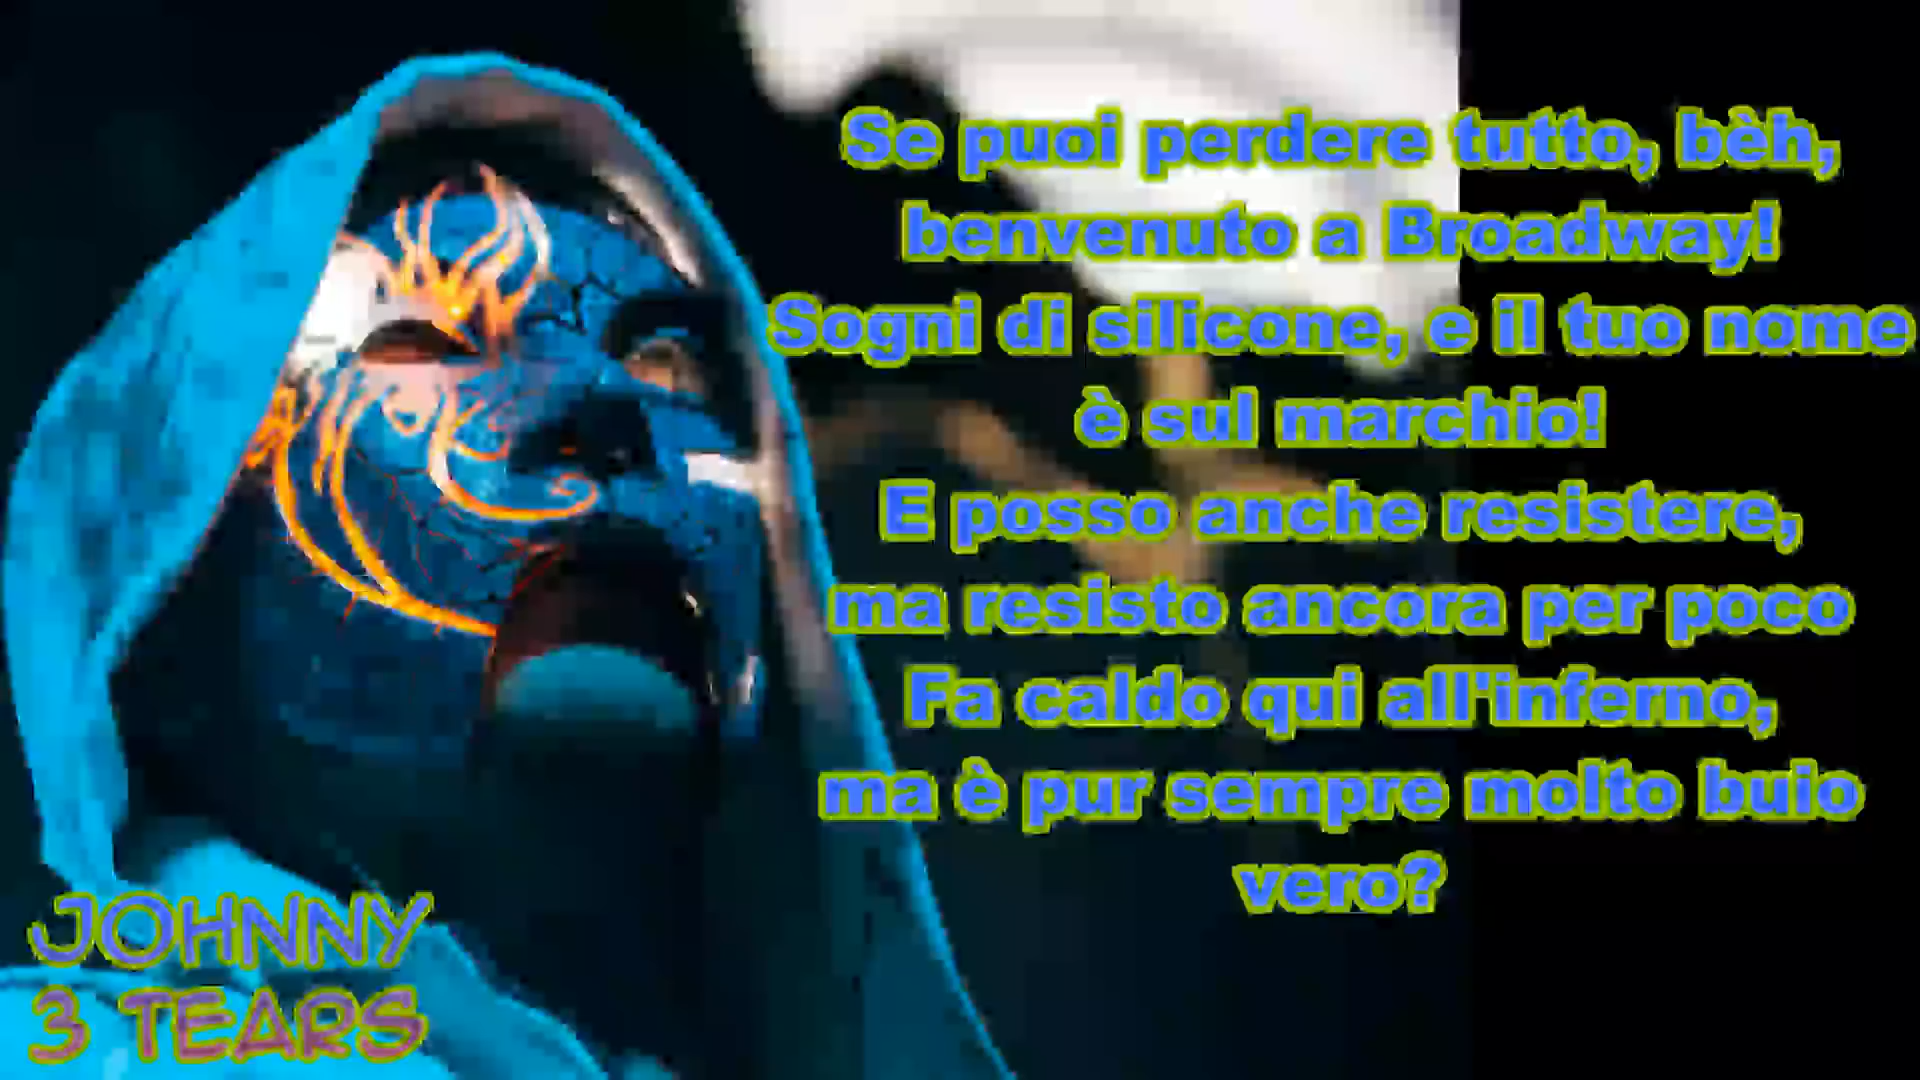 Se puoi perdere tutto, bèh,
benvenuto a Broadway!
Sogni di silicone, e il tuo nome
è sul marchio!
E posso anche resistere,
ma resisto ancora per poco
Fa caldo qui all'inferno,
ma è pur sempre molto buio
vero?
JOHNNY
3 TEARS